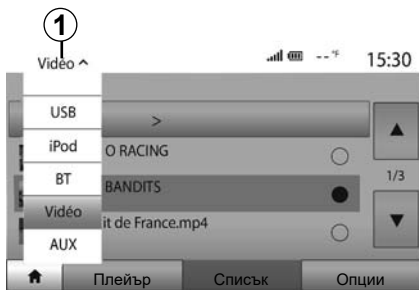 1
Vidéo
--°F
15:30
USB
>
iPod
O RACING
BT
BANDITS
1/3
Vidéo
it de France.mp4
AUX
Плейър
Списък
Опции